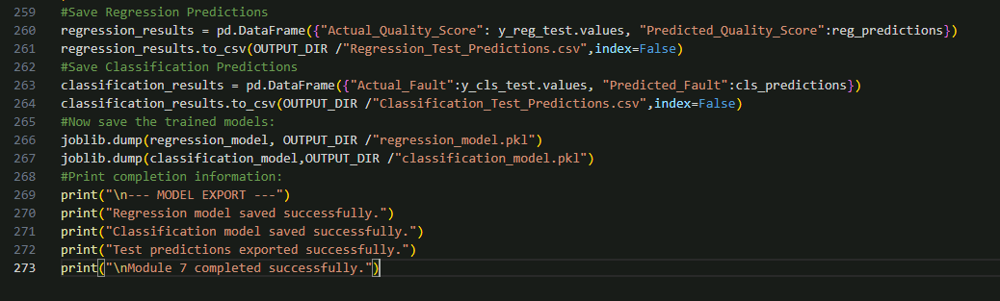 259 #Save Regression Predictions
260 regression_results = pd.DataFrame({"Actual_Quality_Score": y_reg_test.values, "Predicted_Quality_Score":reg_predictions})
261 regression_results.to_csv(OUTPUT_DIR /"Regression_Test_Predictions.csv",index=False)
262 #Save Classification Predictions
263 classification_results = pd.DataFrame({"Actual_Fault":y_cls_test.values, "Predicted_Fault":cls_predictions})
264 classification_results.to_csv(OUTPUT_DIR /"Classification_Test_Predictions.csv",index=False)
265 #Now save the trained models:
266 joblib.dump(regression_model, OUTPUT_DIR /"regression_model.pkl")
267 joblib.dump(classification_model,OUTPUT_DIR /"classification_model.pkl")
268 #Print completion information:
269 print("\n--- MODEL EXPORT ---")
270 print("Regression model saved successfully.")
271 print("Classification model saved successfully.")
272 print("Test predictions exported successfully.")
273 print("\nModule 7 completed successfully.")